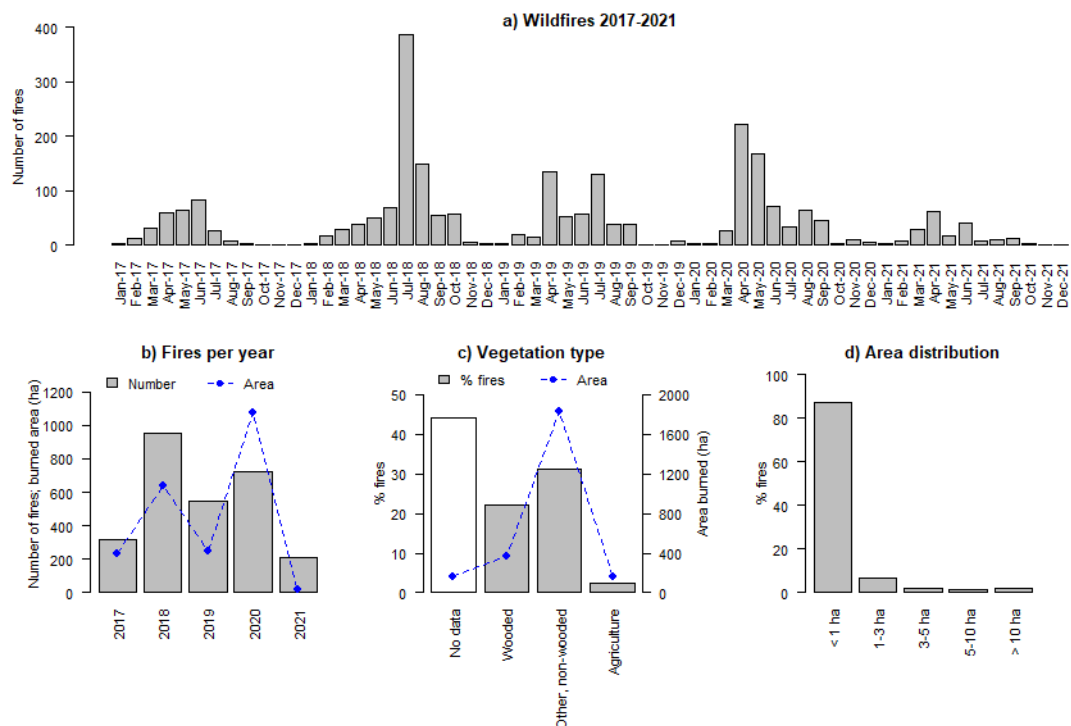 a) Wildfires 2017-2021
Number of fires
400
300
200
100
0
Jan-17
Feb-17
Mar-17
Apr-17
May-17
Jun-17
Jul-17
Aug-17
Sep-17
Oct-17
Nov-17
Dec-17
Jan-18
Feb-18
Mar-18
Apr-18
May-18
Jun-18
Jul-18
Aug-18
Sep-18
Oct-18
Nov-18
Dec-18
Jan-19
Feb-19
Mar-19
Apr-19
May-19
Jun-19
Jul-19
Aug-19
Sep-19
Oct-19
Nov-19
Dec-19
Jan-20
Feb-20
Mar-20
Apr-20
May-20
Jun-20
Jul-20
Aug-20
Sep-20
Oct-20
Nov-20
Dec-20
Jan-21
Feb-21
Mar-21
Apr-21
May-21
Jun-21
Jul-21
Aug-21
Sep-21
Oct-21
Nov-21
Dec-21
b) Fires per year
Number
Area
Number of fires; burned area (ha)
1200
1000
800
600
400
200
0
2017
2018
2019
2020
2021
c) Vegetation type
% fires
Area
% fires
50
40
30
20
10
0
2000
1600
1200
800
400
0
Area burned (ha)
No data
Wooded
Other, non-wooded
Agriculture
d) Area distribution
% fires
100
80
60
40
20
0
< 1 ha
1-3 ha
3-5 ha
5-10 ha
> 10 ha